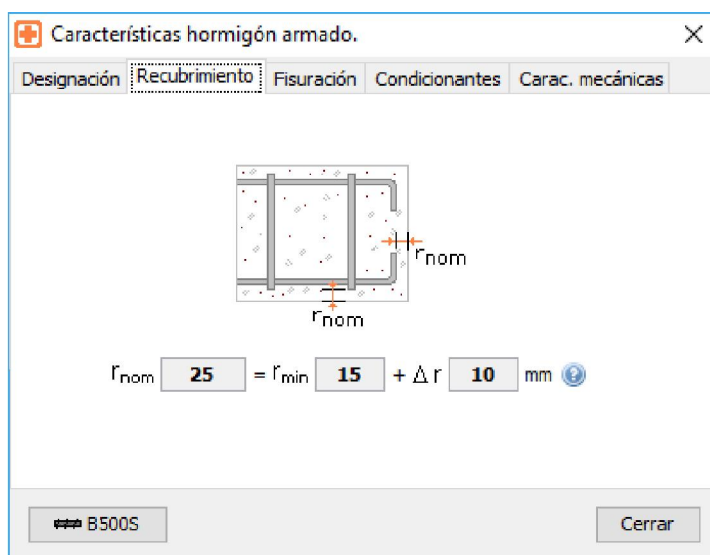 Características hormigón armado.
Designación Recubrimiento Fisuración Condicionantes Carac. mecánicas
rnom
rnom
rnom 25 = rmin 15 + Δ r 10 mm ?
B500S Cerrar